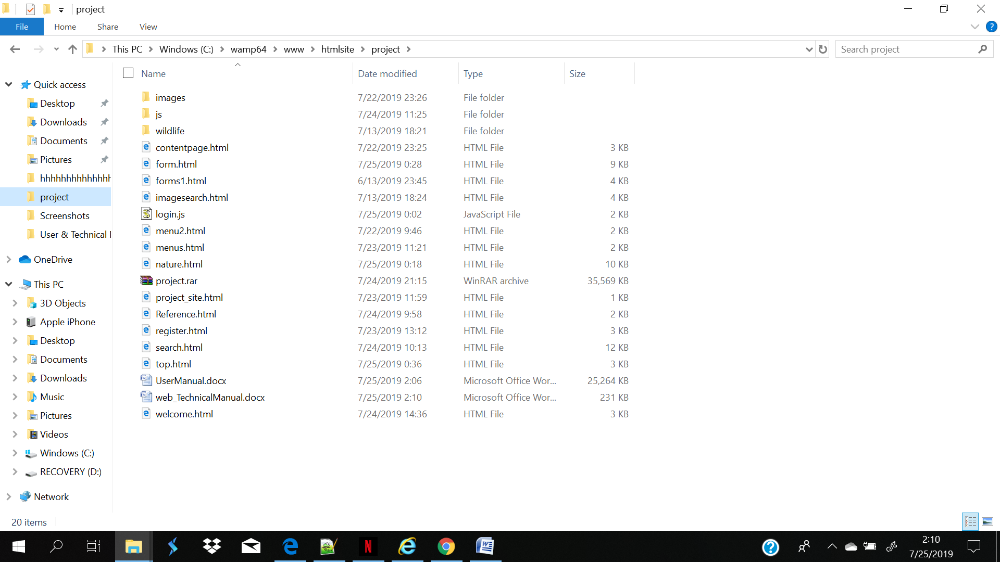 project
File Home Share View
This PC Windows (C:) wamp64 www htmlsite project
Search project
Name Date modified Type Size
Quick access
Desktop
Downloads
Documents
Pictures
hhhhhhhhhhhhhh
project
Screenshots
User & Technical
OneDrive
This PC
3D Objects
Apple iPhone
Desktop
Documents
Downloads
Music
Pictures
Videos
Windows (C:)
RECOVERY (D:)
Network
images 7/22/2019 23:26 File folder
js 7/24/2019 11:25 File folder
wildlife 7/13/2019 18:21 File folder
contentpage.html 7/22/2019 23:25 HTML File 3 KB
form.html 7/25/2019 0:28 HTML File 9 KB
forms1.html 6/13/2019 23:45 HTML File 4 KB
imagesearch.html 7/13/2019 18:24 HTML File 4 KB
login.js 7/25/2019 0:02 JavaScript File 2 KB
menu2.html 7/22/2019 9:46 HTML File 2 KB
menus.html 7/23/2019 11:21 HTML File 2 KB
nature.html 7/25/2019 0:18 HTML File 10 KB
project.rar 7/24/2019 21:15 WinRAR archive 35,569 KB
project_site.html 7/23/2019 11:59 HTML File 1 KB
Reference.html 7/24/2019 9:58 HTML File 2 KB
register.html 7/23/2019 13:12 HTML File 3 KB
search.html 7/24/2019 10:13 HTML File 12 KB
top.html 7/25/2019 0:36 HTML File 3 KB
UserManual.docx 7/25/2019 2:06 Microsoft Office Wor... 25,264 KB
web_TechnicalManual.docx 7/25/2019 2:10 Microsoft Office Wor... 231 KB
welcome.html 7/24/2019 14:36 HTML File 3 KB
20 items
2:10
7/25/2019